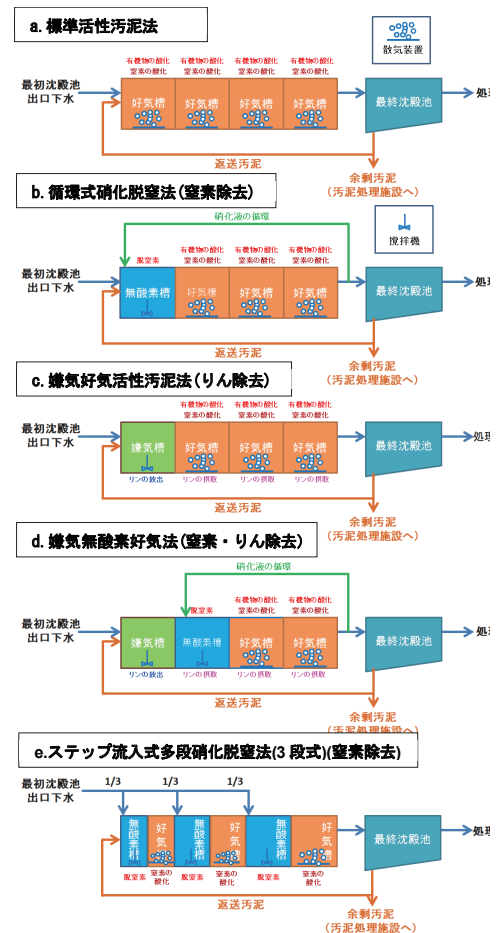 a. 標準活性汚泥法
散気装置
有機物の酸化 有機物の酸化 有機物の酸化 有機物の酸化
窒素の酸化 窒素の酸化 窒素の酸化 窒素の酸化
最初沈殿池
出口下水
好気槽 好気槽 好気槽 好気槽
最終沈殿池
処理
返送汚泥
余剰汚泥
(汚泥処理施設へ)
b. 循環式硝化脱窒法(窒素除去)
硝化液の循環
撹拌機
有機物の酸化 有機物の酸化 有機物の酸化
脱窒素 窒素の酸化 窒素の酸化 窒素の酸化
最初沈殿池
出口下水
無酸素槽 好気槽 好気槽 好気槽
最終沈殿池
処
返送汚泥
余剰汚泥
(汚泥処理施設へ)
c. 嫌気好気活性汚泥法(りん除去)
有機物の酸化 有機物の酸化 有機物の酸化
窒素の酸化 窒素の酸化 窒素の酸化
最初沈殿池
出口下水
嫌気槽 好気槽 好気槽 好気槽
最終沈殿池
処
リンの放出 リンの摂取 リンの摂取 リンの摂取
返送汚泥
余剰汚泥
(汚泥処理施設へ)
d. 嫌気無酸素好気法(窒素・りん除去)
硝化液の循環
有機物の酸化 有機物の酸化
脱窒素 窒素の酸化 窒素の酸化
最初沈殿池
出口下水
嫌気槽 無酸素槽 好気槽 好気槽
最終沈殿池
処
リンの放出 リンの摂取 リンの摂取 リンの摂取
返送汚泥
余剰汚泥
(汚泥処理施設へ)
e.ステップ流入式多段硝化脱窒法(3段式)(窒素除去)
最初沈殿池
出口下水
1/3 1/3 1/3
無酸素槽 好気 無酸素槽 好気 無酸素槽 好気槽
最終沈殿池
処
脱窒素 窒素の酸化 脱窒素 窒素の酸化 脱窒素 窒素の酸化
返送汚泥
余剰汚泥
(汚泥処理施設へ)